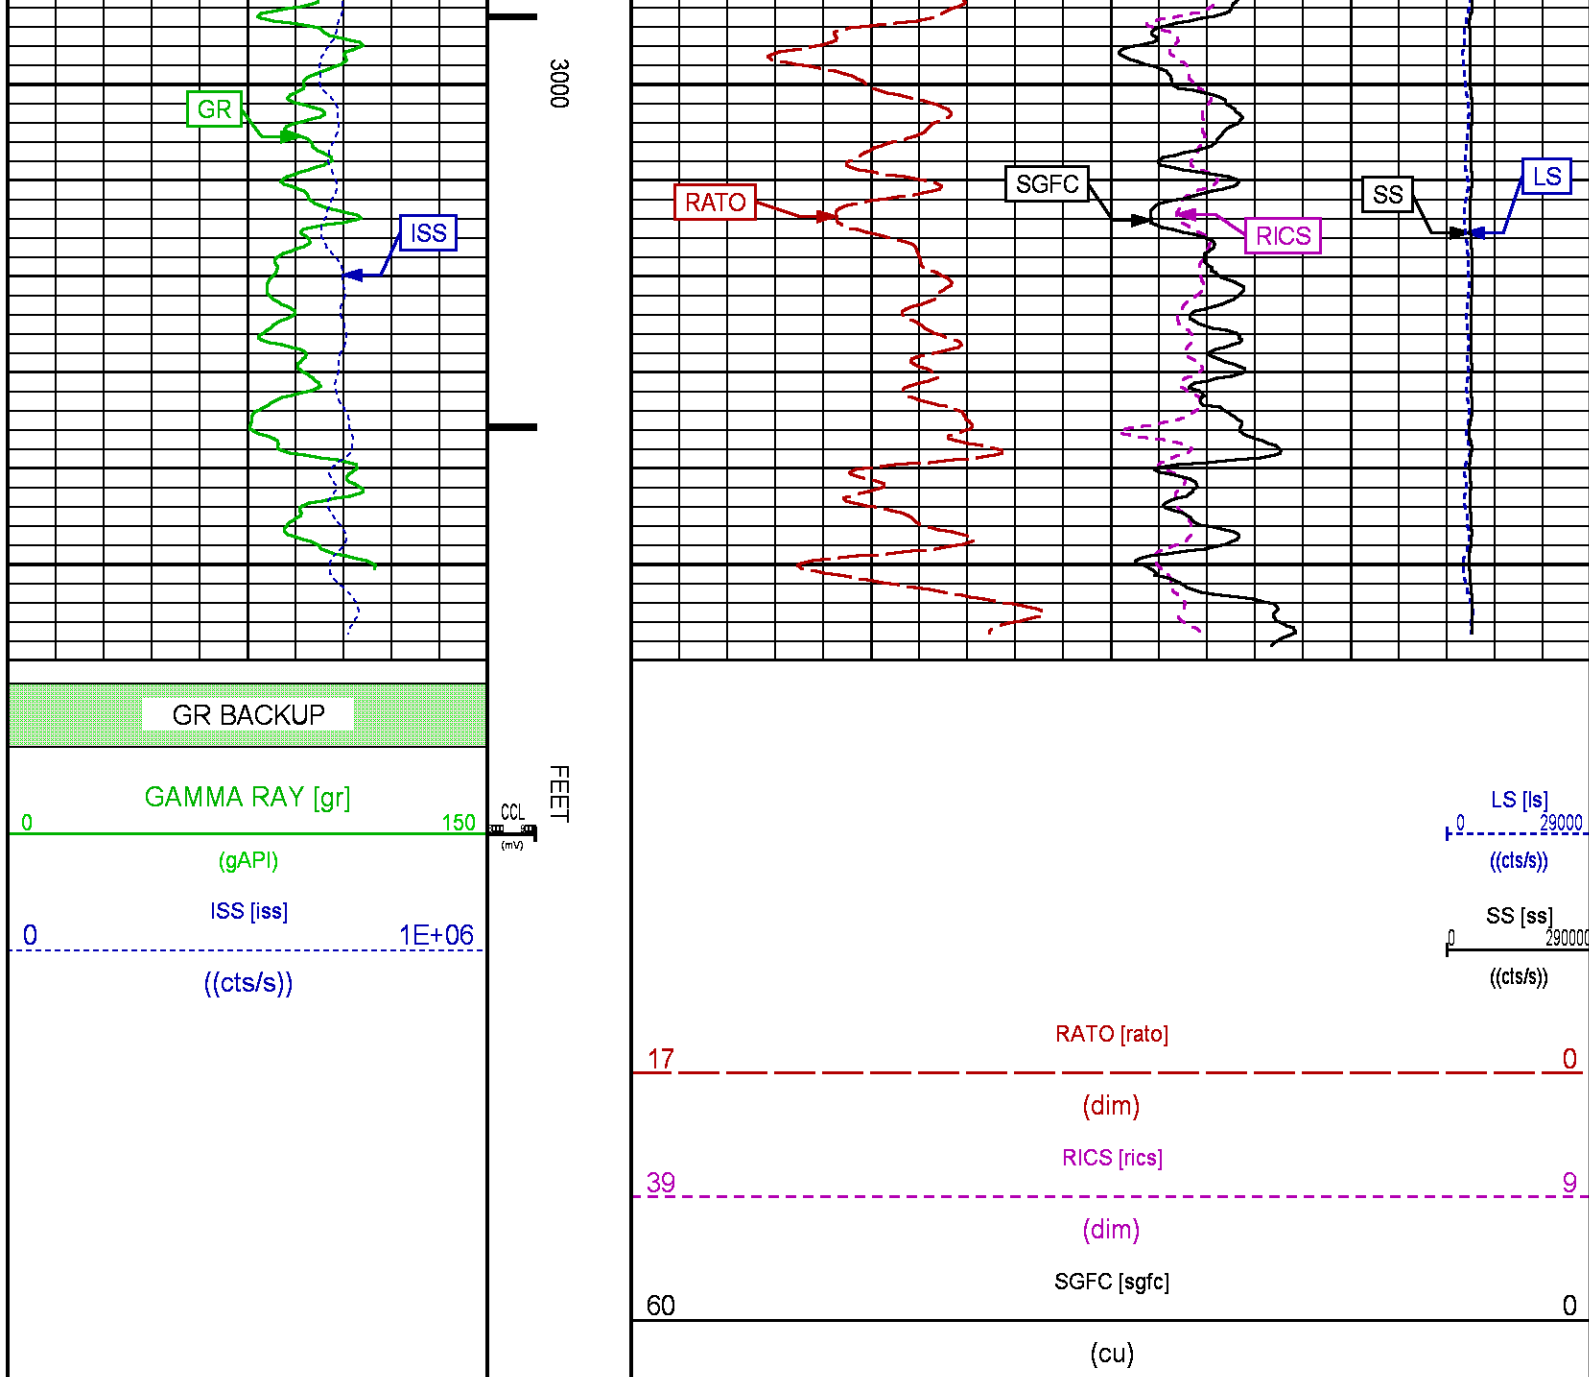 3000
GR
ISS
RATO
SGFC
RICS
SS
LS
GR BACKUP
FEET
GAMMA RAY [gr]
0 150
(gAPI)
CCL
(mV)
ISS [iss]
0 1E+06
((cts/s))
LS [ls]
0 29000
((cts/s))
SS [ss]
0 290000
((cts/s))
RATO [rato]
17 0
(dim)
RICS [rics]
39 9
(dim)
SGFC [sgfc]
60 0
(cu)